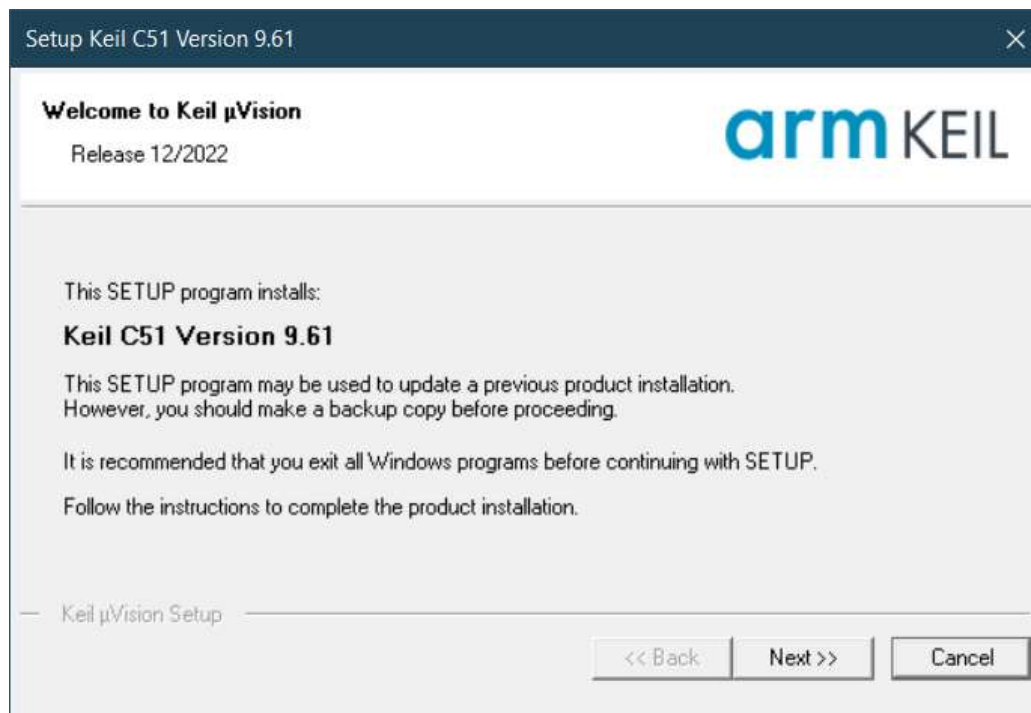 Setup Keil C51 Version 9.61
Welcome to Keil µVision
Release 12/2022
arm KEIL
This SETUP program installs:
Keil C51 Version 9.61
This SETUP program may be used to update a previous product installation.
However, you should make a backup copy before proceeding.
It is recommended that you exit all Windows programs before continuing with SETUP.
Follow the instructions to complete the product installation.
Keil µVision Setup
<< Back
Next >>
Cancel